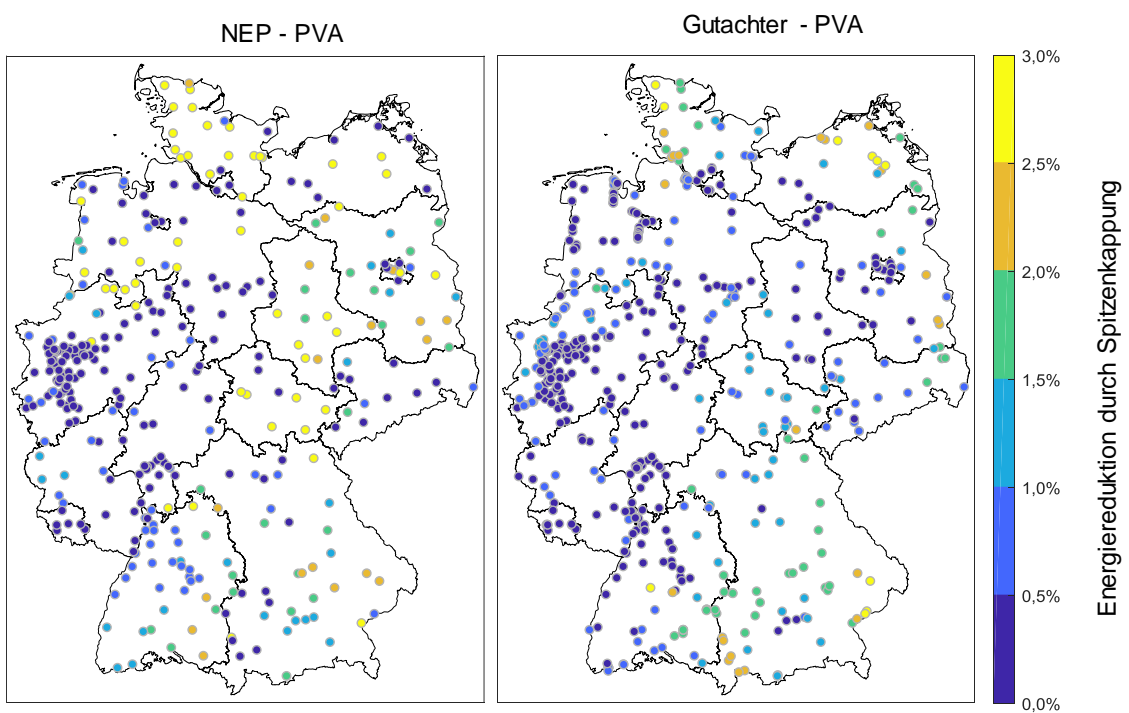 NEP - PVA
Gutachter - PVA
3,0%
2,5%
2,0%
1,5%
1,0%
0,5%
0,0%
Energiereduktion durch Spitzenkappung